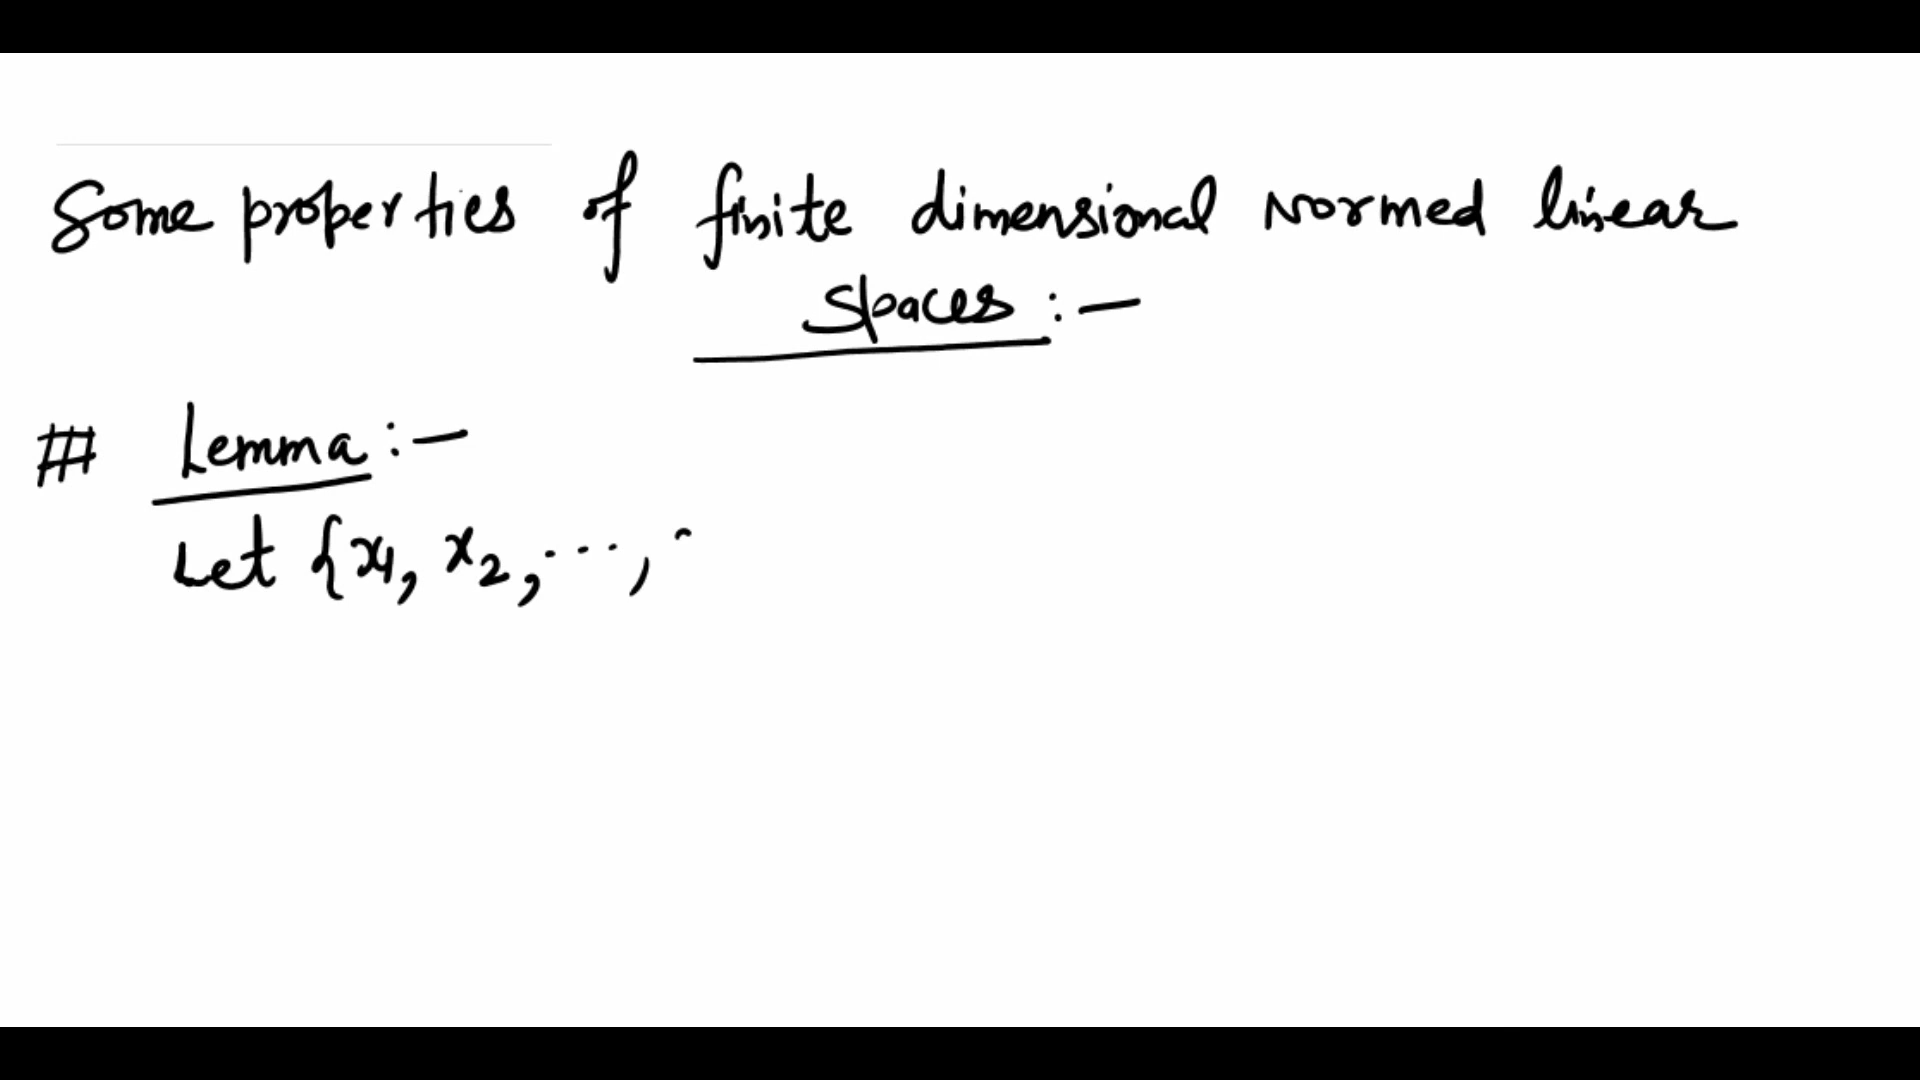 Some properties of finite dimensional normed linear
spaces :-
# Lemma :-
Let {x1, x2, ...,